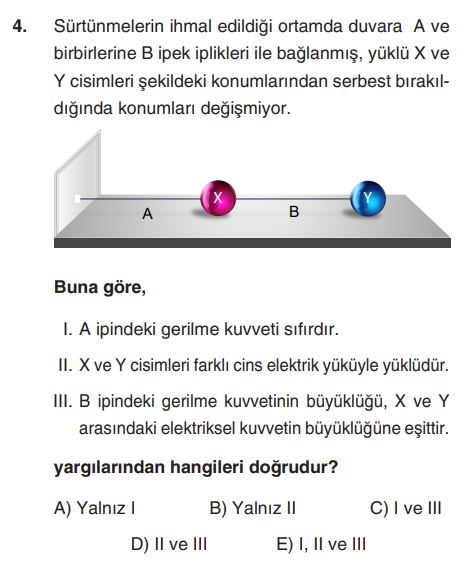 4. Sürtünmelerin ihmal edildiği ortamda duvara A ve
birbirlerine B ipek iplikleri ile bağlanmış, yüklü X ve
Y cisimleri şekildeki konumlarından serbest bırakıl-
dığında konumları değişmiyor.
X
Y
A
B
Buna göre,
I. A ipindeki gerilme kuvveti sıfırdır.
II. X ve Y cisimleri farklı cins elektrik yüküyle yüklüdür.
III. B ipindeki gerilme kuvvetinin büyüklüğü, X ve Y
arasındaki elektriksel kuvvetin büyüklüğüne eşittir.
yargılarından hangileri doğrudur?
A) Yalnız I B) Yalnız II C) I ve III
D) II ve III E) I, II ve III